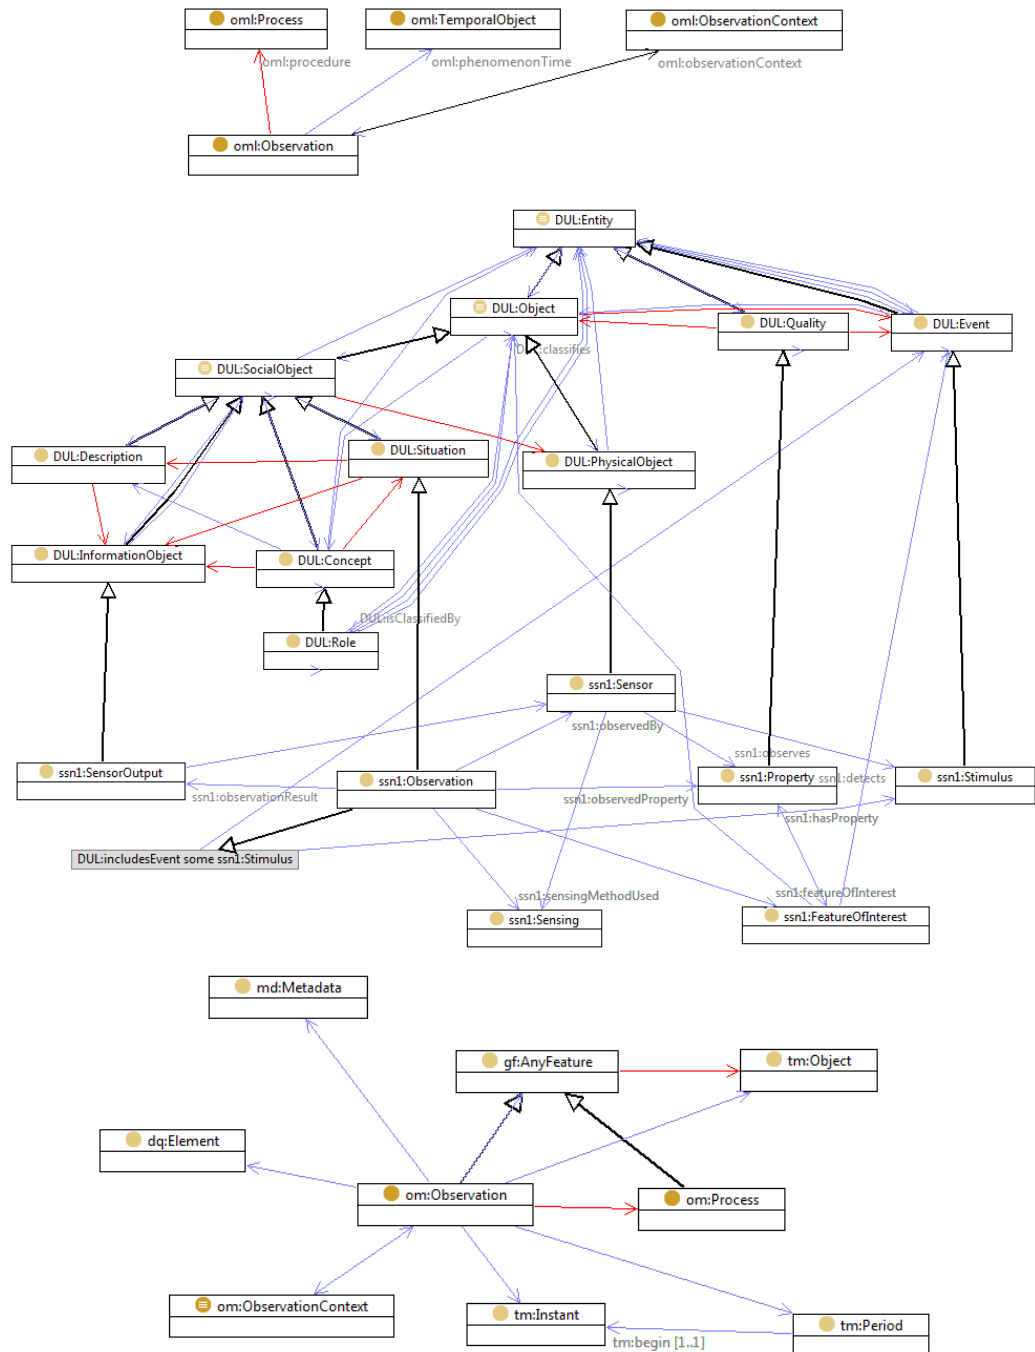 oml:Process
oml:TemporalObject
oml:ObservationContext
oml:procedure
oml:phenomenonTime
oml:observationContext
oml:Observation
DUL:Entity
DUL:Object
DUL:Quality
DUL:Event
DUL:classifies
DUL:SocialObject
DUL:Description
DUL:Situation
DUL:PhysicalObject
DUL:InformationObject
DUL:Concept
DUL:isClassifiedBy
DUL:Role
ssn1:Sensor
ssn1:observedBy
ssn1:observes
ssn1:SensorOutput
ssn1:Observation
ssn1:Property
ssn1:detects
ssn1:Stimulus
ssn1:observationResult
ssn1:observedProperty
ssn1:hasProperty
DUL:includesEvent some ssn1:Stimulus
ssn1:sensingMethodUsed
ssn1:featureOfInterest
ssn1:Sensing
ssn1:FeatureOfInterest
md:Metadata
gf:AnyFeature
tm:Object
dq:Element
om:Observation
om:Process
om:ObservationContext
tm:Instant
tm:Period
tm:begin [1..1]